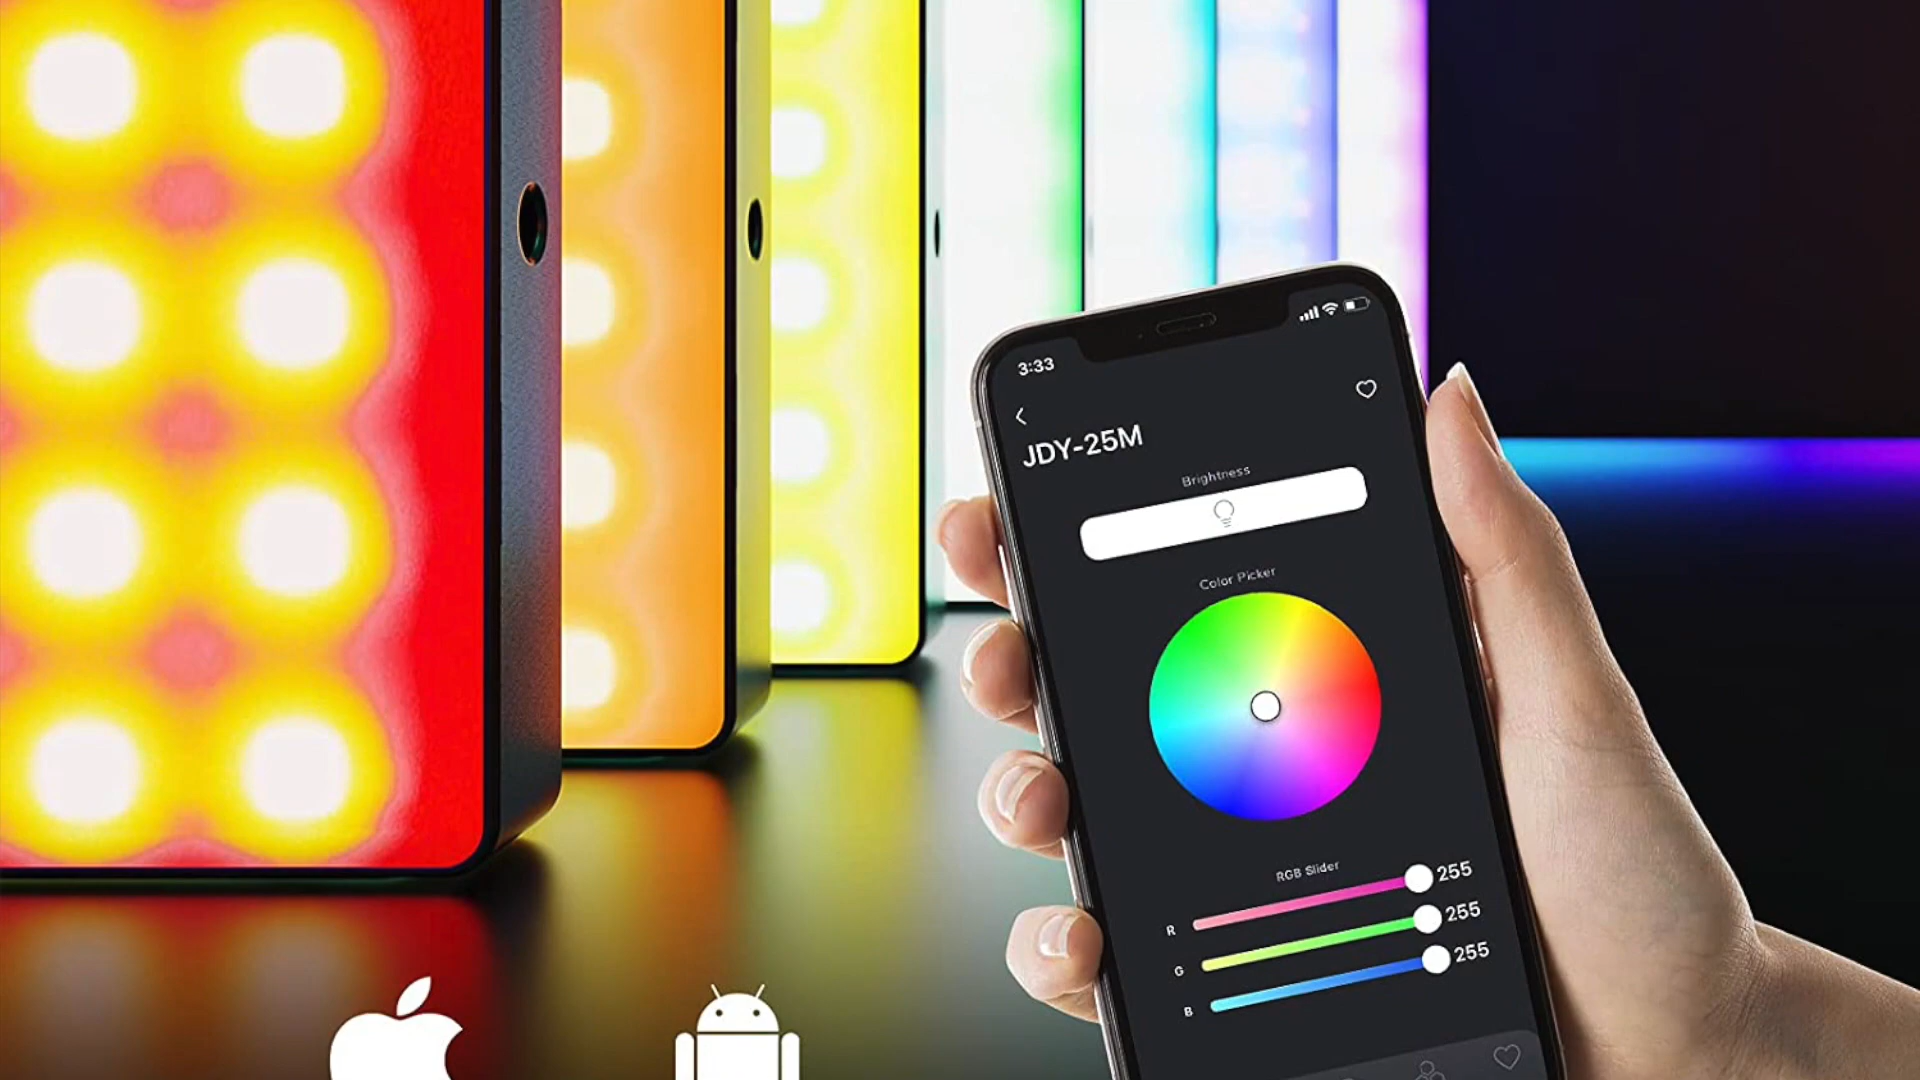 3:33
JDY-25M
Brightness
Color Picker
RGB Slider
R 255
G 255
B 255